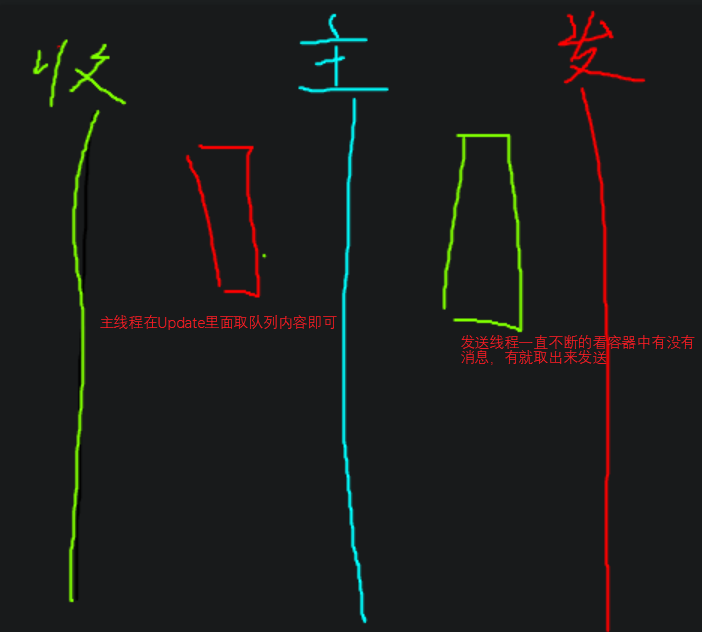 收
主
发
主线程在Update里面取队列内容即可
发送线程一直不断的看容器中有没有
消息，有就取出来发送